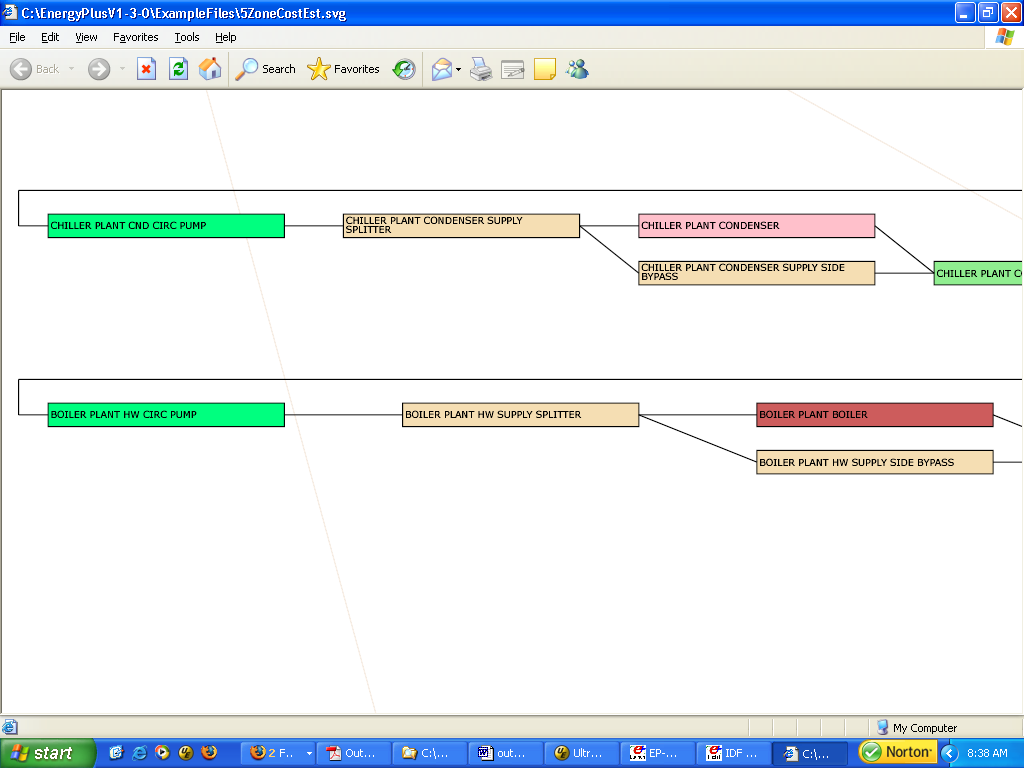 C:\EnergyPlusV1-3-0\ExampleFiles\5ZoneCostEst.svg
File Edit View Favorites Tools Help
Back Search Favorites
CHILLER PLANT CND CIRC PUMP
CHILLER PLANT CONDENSER SUPPLY
SPLITTER
CHILLER PLANT CONDENSER
CHILLER PLANT CONDENSER SUPPLY SIDE
BYPASS
CHILLER PLANT CO
BOILER PLANT HW CIRC PUMP
BOILER PLANT HW SUPPLY SPLITTER
BOILER PLANT BOILER
BOILER PLANT HW SUPPLY SIDE BYPASS
My Computer
start 2 F... Out... C:\... out... Ultr... EP-... IDF ... C:\... Norton 8:38 AM